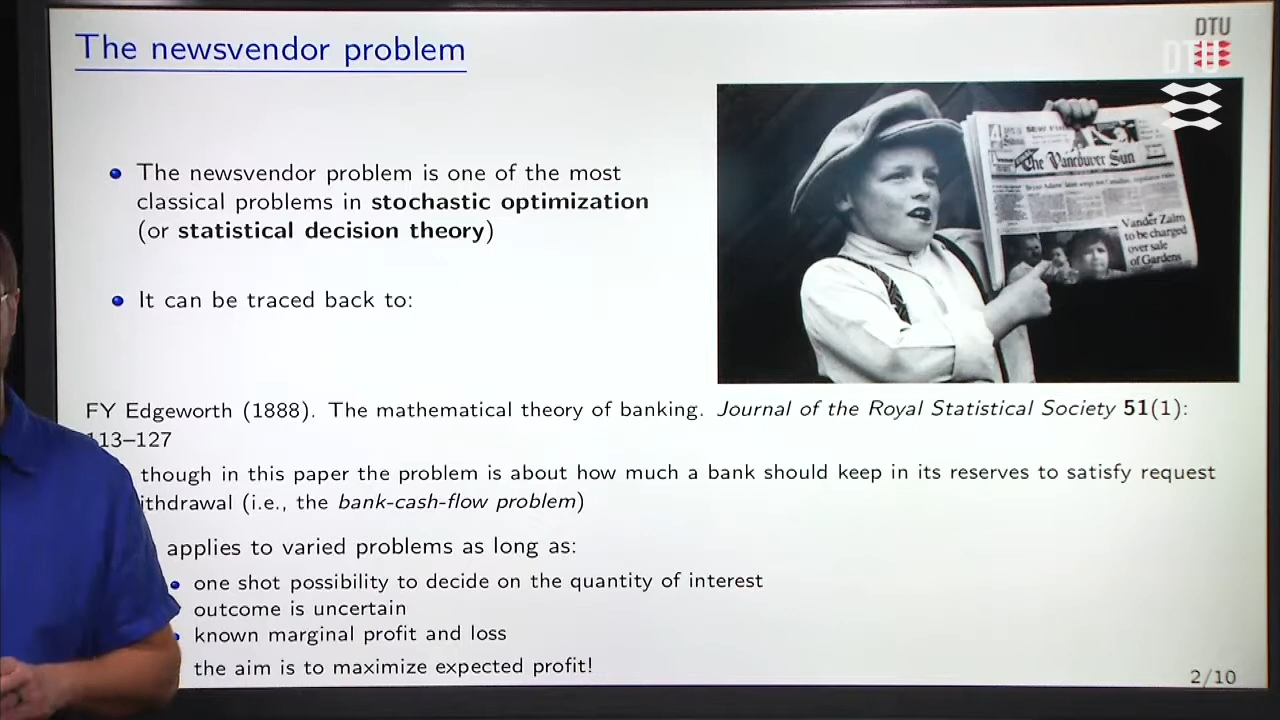 The newsvendor problem
DTU
DTU
The newsvendor problem is one of the most
classical problems in stochastic optimization
(or statistical decision theory)
It can be traced back to:
The Vancouver Sun
Vander Zalm
to be charged
over sale
of Gardens
FY Edgeworth (1888). The mathematical theory of banking. Journal of the Royal Statistical Society 51(1):
113–127
though in this paper the problem is about how much a bank should keep in its reserves to satisfy request
ithdrawal (i.e., the bank-cash-flow problem)
applies to varied problems as long as:
one shot possibility to decide on the quantity of interest
outcome is uncertain
known marginal profit and loss
the aim is to maximize expected profit!
2/10